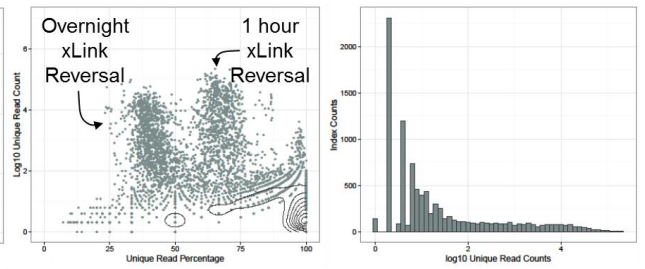 Overnight
xLink
Reversal
1 hour
xLink
Reversal
log10 Unique Read Count
6
4
2
0
0 25 50 75 100
Unique Read Percentage
Index Counts
2000
1500
1000
500
0
0 2 4
log10 Unique Read Counts